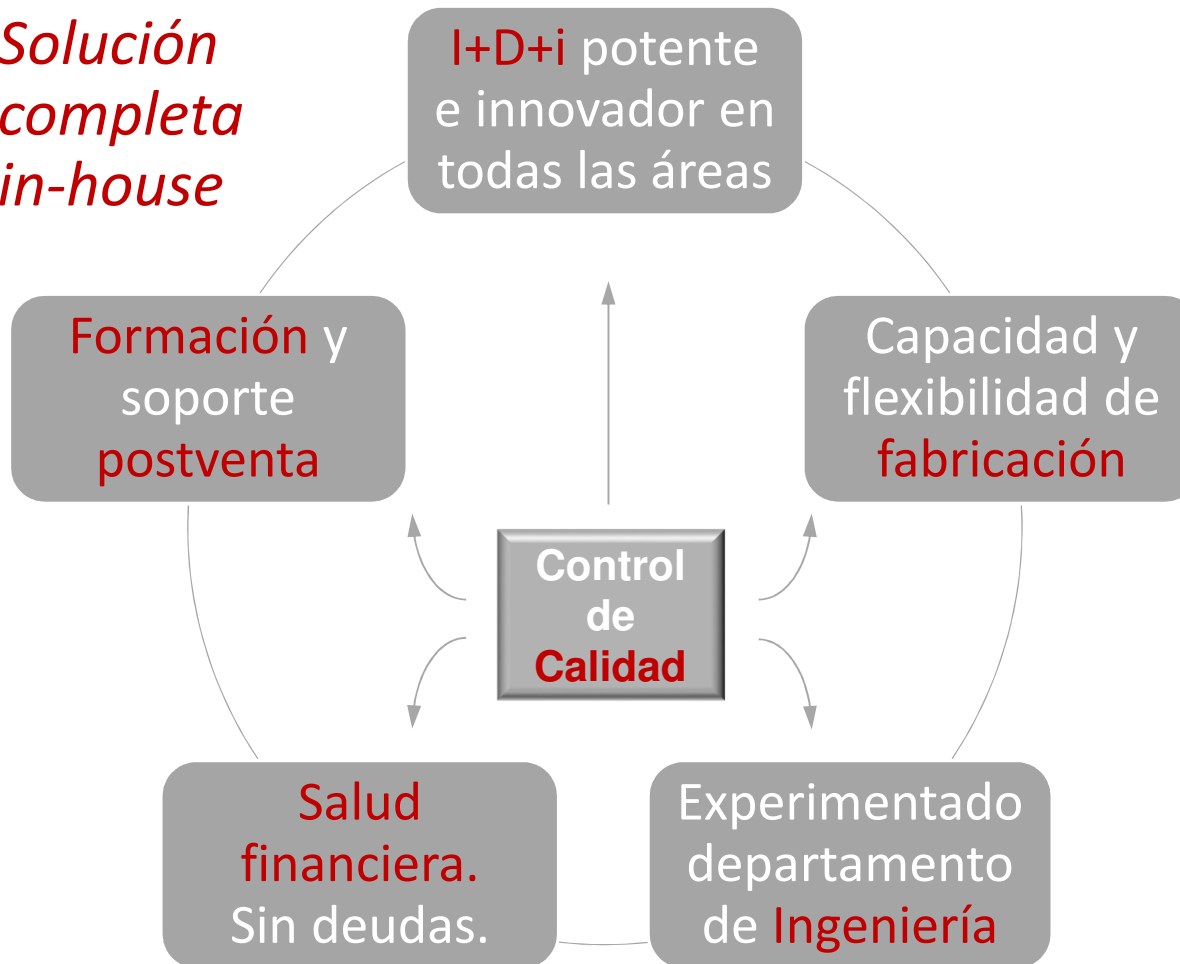 Solución
completa
in-house
I+D+i potente
e innovador en
todas las áreas
Formación y
soporte
postventa
Capacidad y
flexibilidad de
fabricación
Control
de
Calidad
Salud
financiera.
Sin deudas.
Experimentado
departamento
de Ingeniería